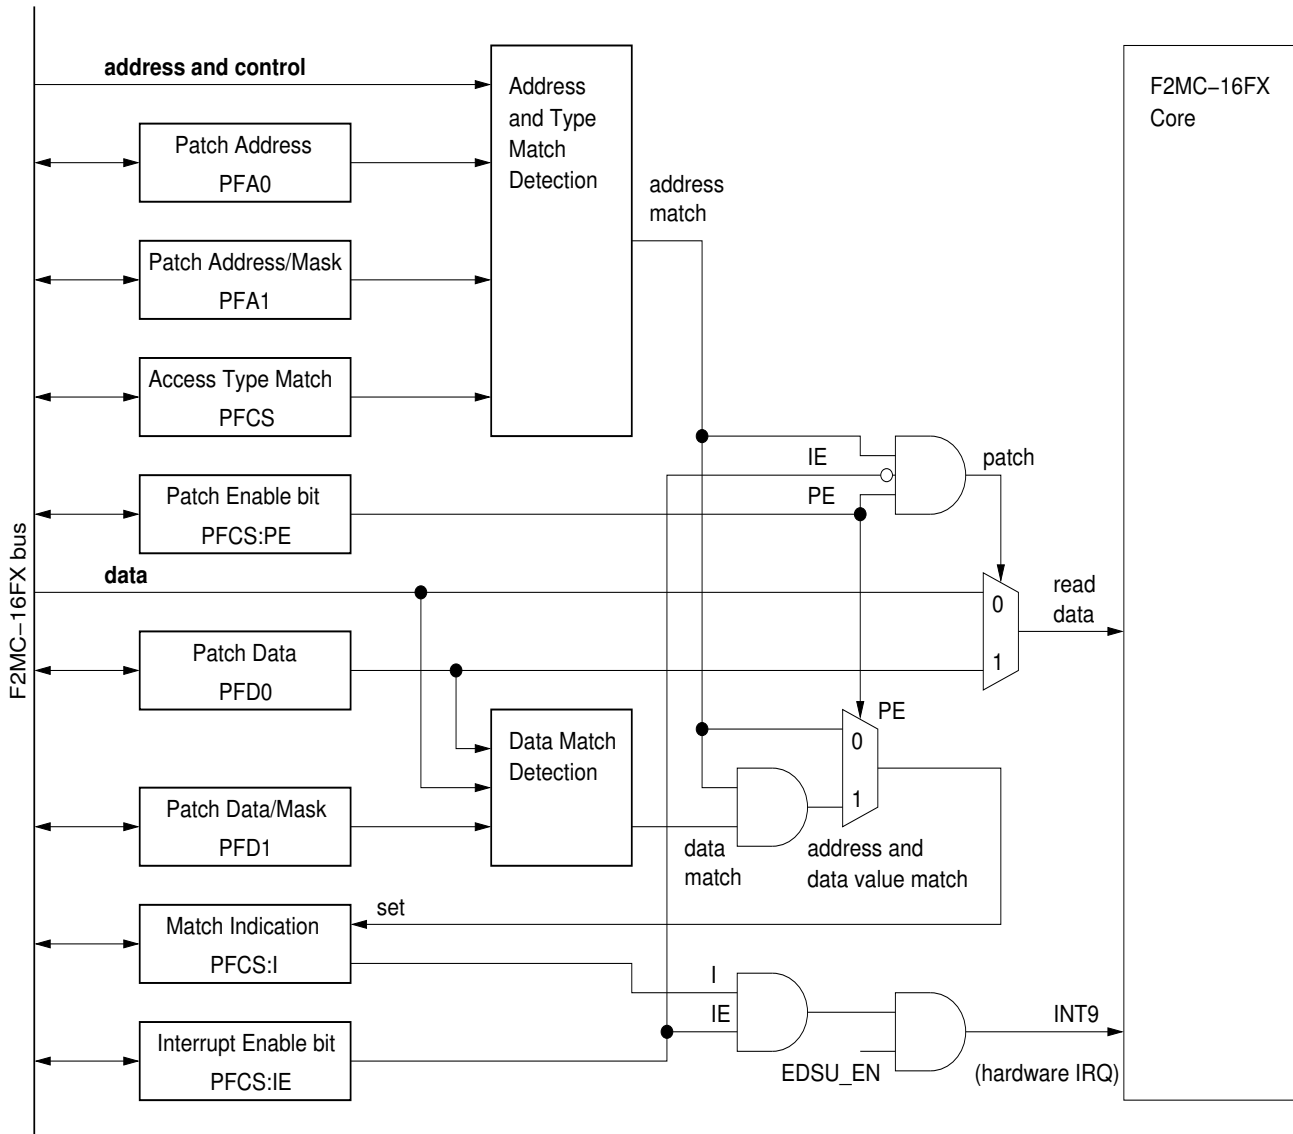 address and control
Address
and Type
Match
Detection
F2MC−16FX
Core
Patch Address
PFA0
address
match
Patch Address/Mask
PFA1
Access Type Match
PFCS
IE
patch
Patch Enable bit
PFCS:PE
PE
F2MC−16FX bus
data
0
1
read
data
Patch Data
PFD0
PE
0
1
Data Match
Detection
Patch Data/Mask
PFD1
data
match
address and
data value match
set
Match Indication
PFCS:I
I
IE
INT9
Interrupt Enable bit
PFCS:IE
EDSU_EN
(hardware IRQ)